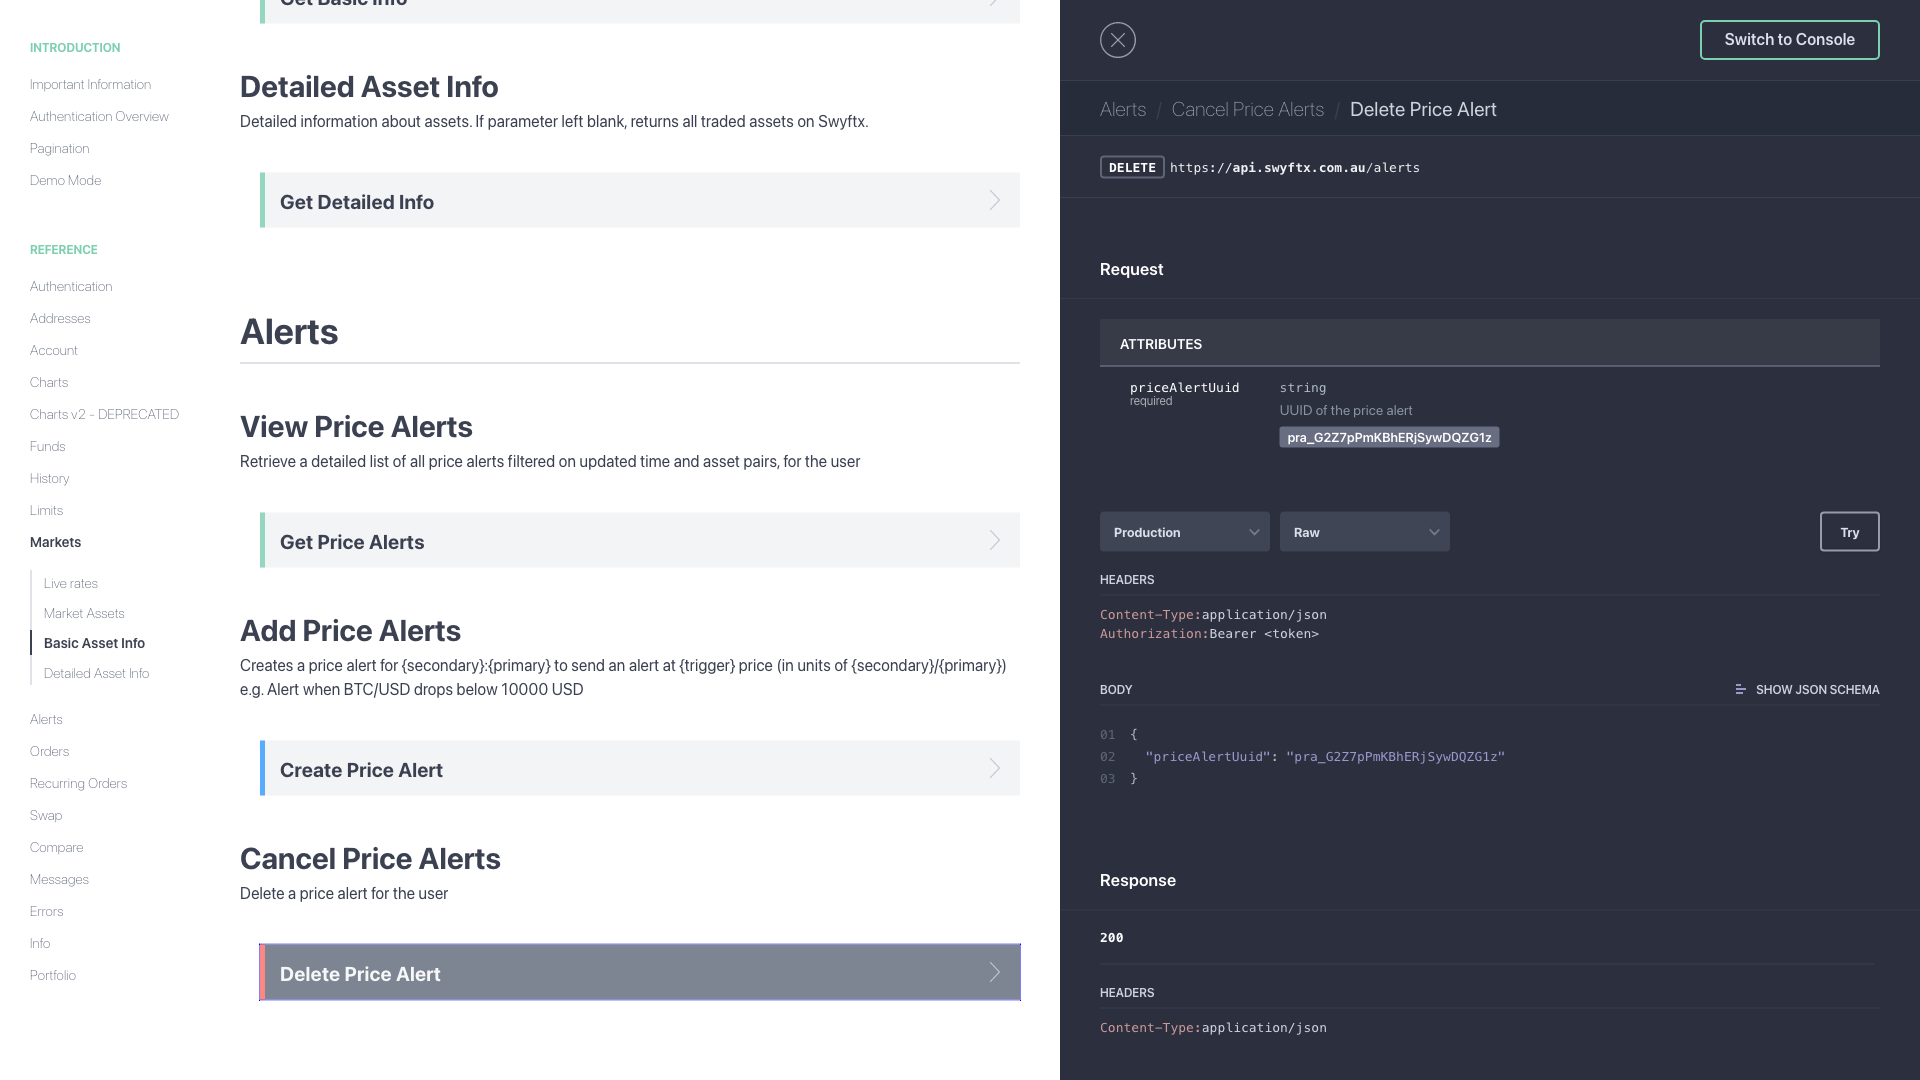 INTRODUCTION
Important Information
Authentication Overview
Pagination
Demo Mode
REFERENCE
Authentication
Addresses
Account
Charts
Charts v2 - DEPRECATED
Funds
History
Limits
Markets
Live rates
Market Assets
Basic Asset Info
Detailed Asset Info
Alerts
Orders
Recurring Orders
Swap
Compare
Messages
Errors
Info
Portfolio
Get Basic Info
Detailed Asset Info
Detailed information about assets. If parameter left blank, returns all traded assets on Swyftx.
Get Detailed Info
Alerts
View Price Alerts
Retrieve a detailed list of all price alerts filtered on updated time and asset pairs, for the user
Get Price Alerts
Add Price Alerts
Creates a price alert for {secondary}:{primary} to send an alert at {trigger} price (in units of {secondary}/{primary})
e.g. Alert when BTC/USD drops below 10000 USD
Create Price Alert
Cancel Price Alerts
Delete a price alert for the user
Delete Price Alert
Switch to Console
Alerts / Cancel Price Alerts / Delete Price Alert
DELETE https://api.swyftx.com.au/alerts
Request
ATTRIBUTES
priceAlertUuid string
required
UUID of the price alert
pra_G2Z7pPmKBhERjSywDQZG1z
Production Raw Try
HEADERS
Content-Type:application/json
Authorization:Bearer <token>
BODY SHOW JSON SCHEMA
01 {
02 "priceAlertUuid": "pra_G2Z7pPmKBhERjSywDQZG1z"
03 }
Response
200
HEADERS
Content-Type:application/json